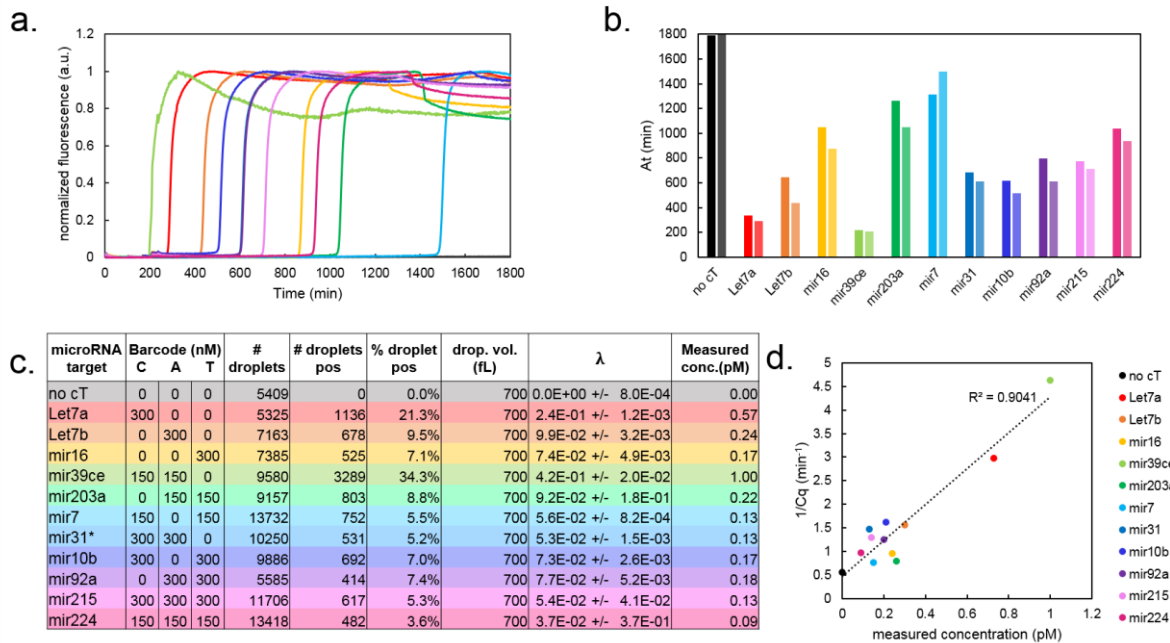 a.
normalized fluorescence (a.u.)
1.2
1
0.8
0.6
0.4
0.2
0
0 200 400 600 800 1000 1200 1400 1600 1800
Time (min)
b.
At (min)
1800
1600
1400
1200
1000
800
600
400
200
0
no cT Let7a Let7b mir16 mir39ce mir203a mir7 mir31 mir10b mir92a mir215 mir224
c.
microRNA target Barcode (nM) C A T # droplets # droplets pos % droplet pos drop. vol. (fL) λ Measured conc.(pM)
no cT 0 0 0 5409 0 0.0% 700 0.0E+00 +/- 8.0E-04 0.00
Let7a 300 0 0 5325 1136 21.3% 700 2.4E-01 +/- 1.2E-03 0.57
Let7b 0 300 0 7163 678 9.5% 700 9.9E-02 +/- 3.2E-03 0.24
mir16 0 0 300 7385 525 7.1% 700 7.4E-02 +/- 4.9E-03 0.17
mir39ce 150 150 0 9580 3289 34.3% 700 4.2E-01 +/- 2.0E-02 1.00
mir203a 0 150 150 9157 803 8.8% 700 9.2E-02 +/- 1.8E-01 0.22
mir7 150 0 150 13732 752 5.5% 700 5.6E-02 +/- 8.2E-04 0.13
mir31* 300 300 0 10250 531 5.2% 700 5.3E-02 +/- 1.5E-03 0.13
mir10b 300 0 300 9886 692 7.0% 700 7.3E-02 +/- 2.6E-03 0.17
mir92a 0 300 300 5585 414 7.4% 700 7.7E-02 +/- 5.2E-03 0.18
mir215 300 300 300 11706 617 5.3% 700 5.4E-02 +/- 4.1E-02 0.13
mir224 150 150 150 13418 482 3.6% 700 3.7E-02 +/- 3.7E-01 0.09
d.
1/Cq (min⁻¹)
5
4.5
4
3.5
3
2.5
2
1.5
1
0.5
0
R² = 0.9041
0 0.2 0.4 0.6 0.8 1 1.2
measured concentration (pM)
no cT
Let7a
Let7b
mir16
mir39ce
mir203a
mir7
mir31
mir10b
mir92a
mir215
mir224